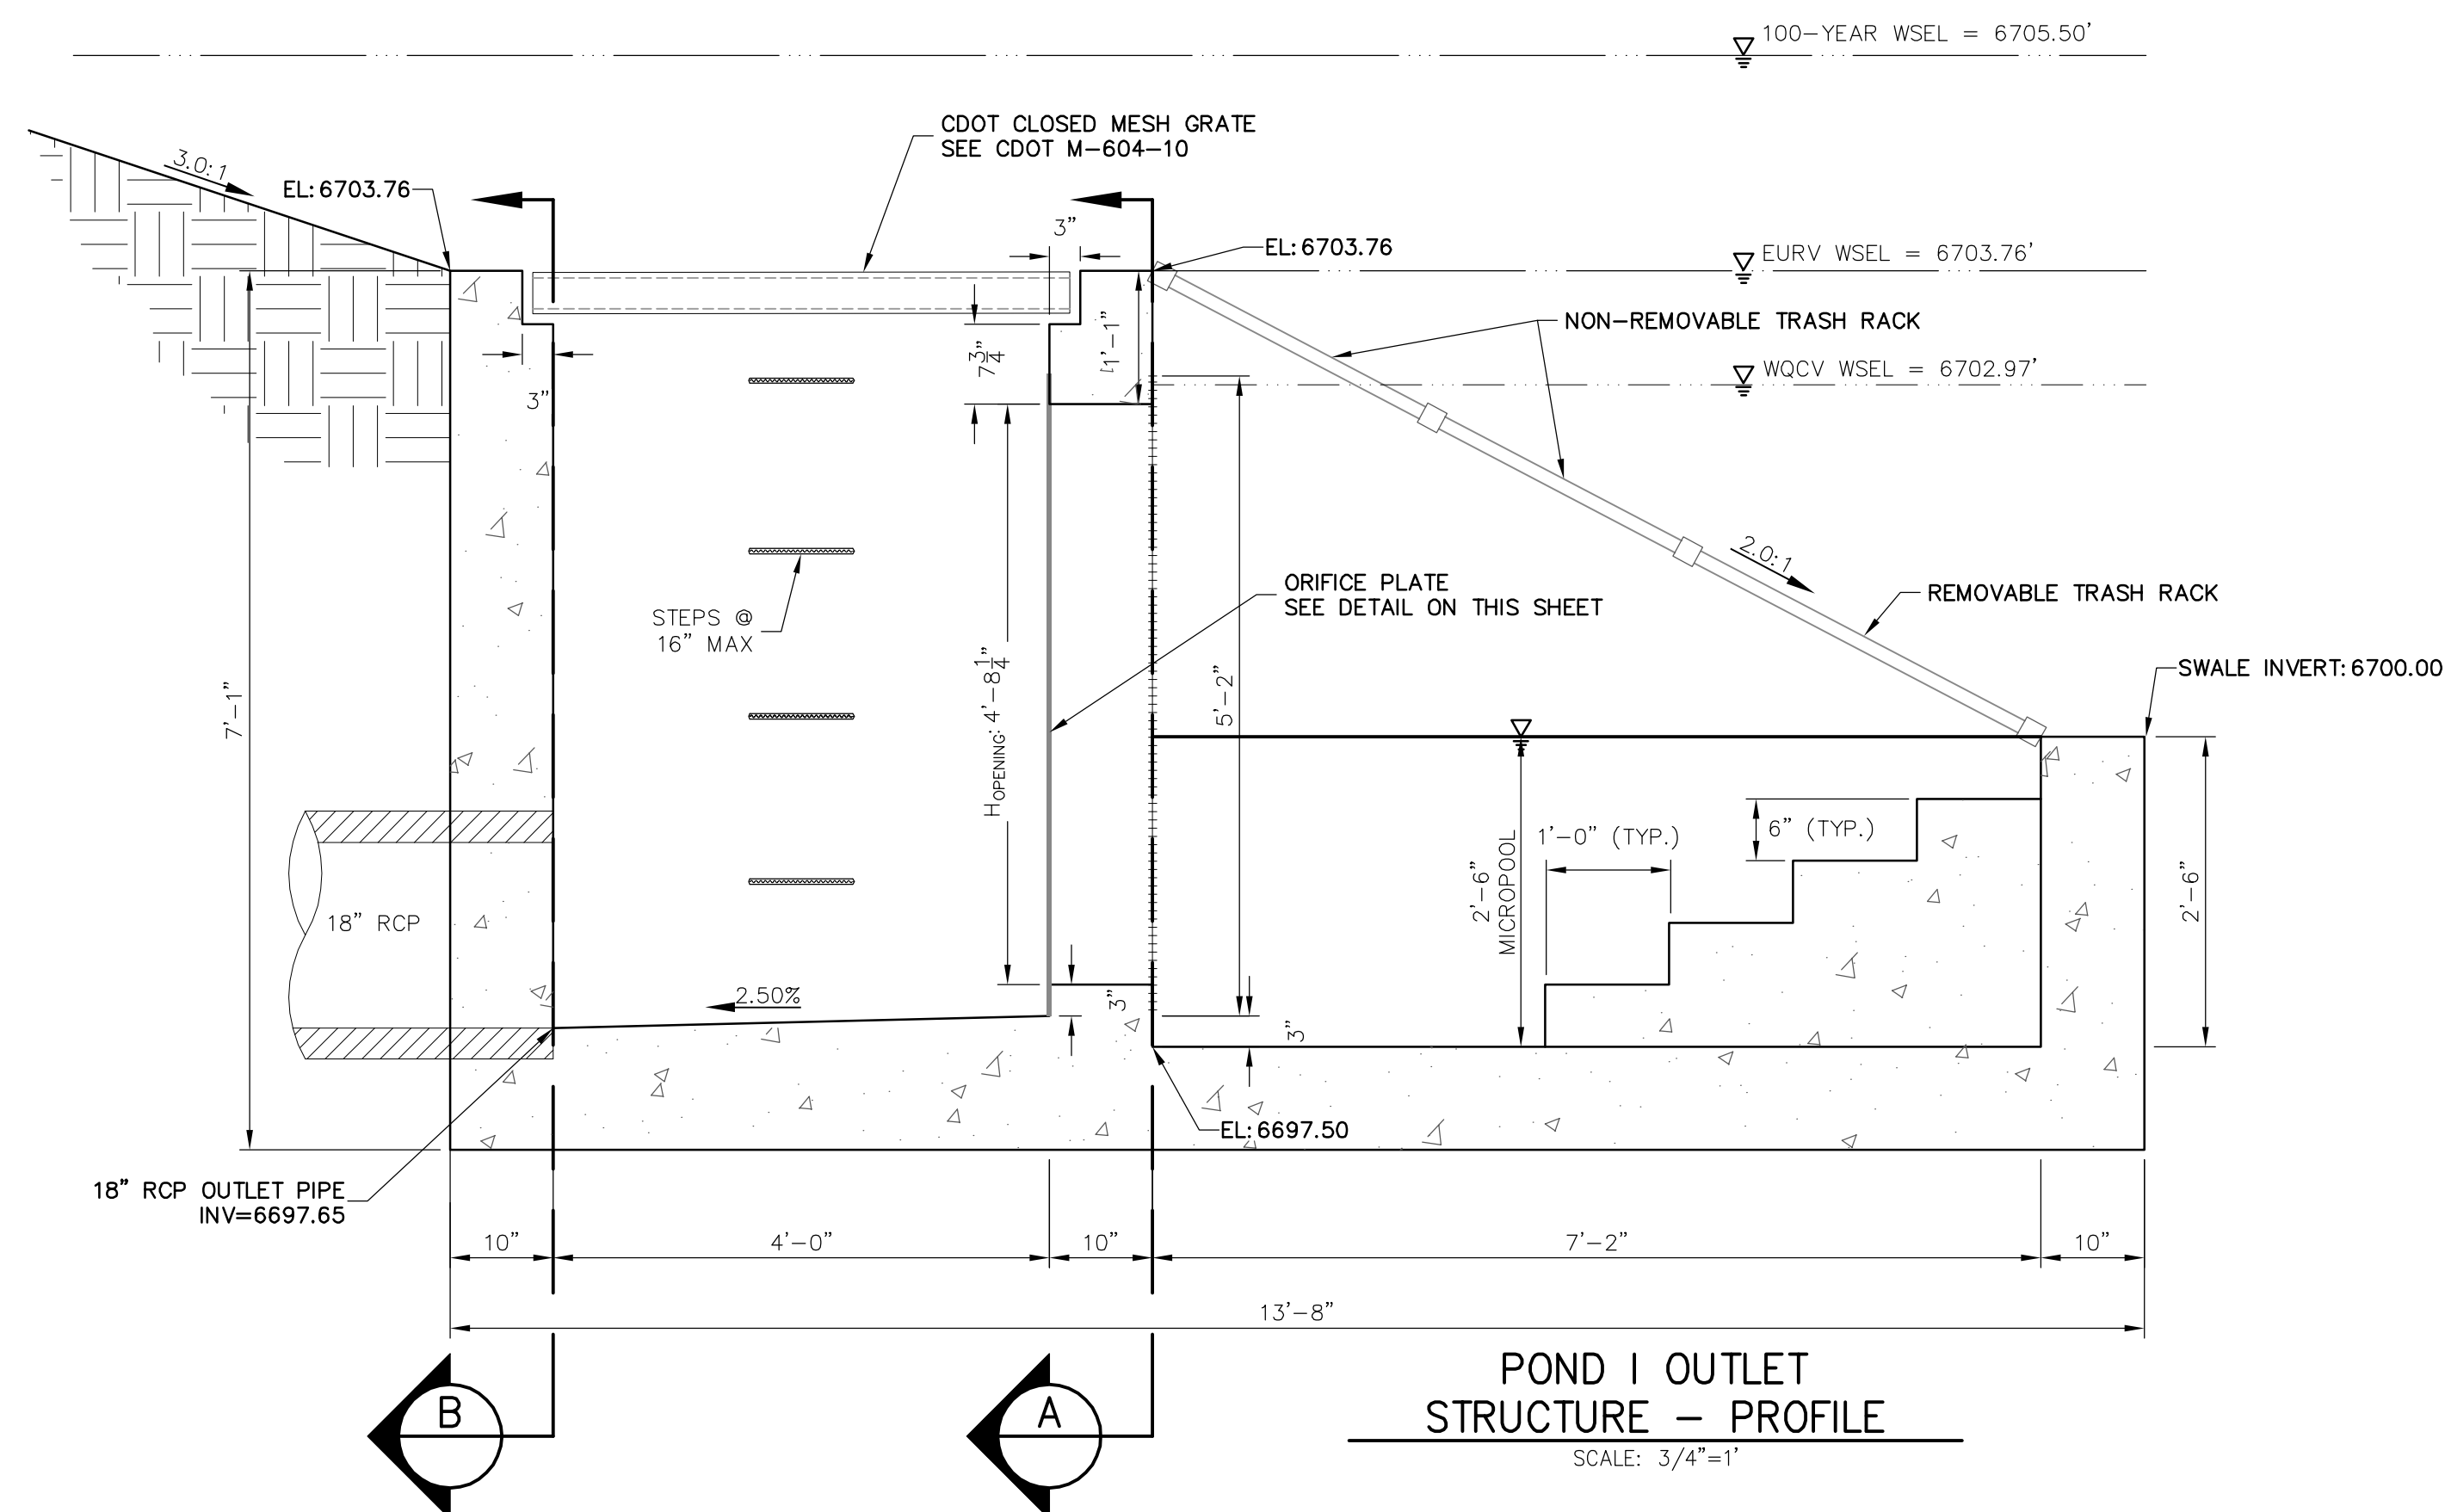 100-YEAR WSEL = 6705.50'
CDOT CLOSED MESH GRATE
SEE CDOT M-604-10
3.0:1
EL: 6703.76
3"
EL: 6703.76
EURV WSEL = 6703.76'
NON-REMOVABLE TRASH RACK
1'-1"
7 3/4"
WQCV WSEL = 6702.97'
3"
2.0:1
ORIFICE PLATE
SEE DETAIL ON THIS SHEET
REMOVABLE TRASH RACK
STEPS @
16" MAX
SWALE INVERT: 6700.00
7'-1"
HOPENING: 4'-8 1/4"
5'-2"
1'-0" (TYP.)
6" (TYP.)
2'-6"
MICROPOOL
2'-6"
18" RCP
2.50%
3"
3"
EL: 6697.50
18" RCP OUTLET PIPE
INV=6697.65
10"
4'-0"
10"
7'-2"
10"
13'-8"
B
A
POND I OUTLET
STRUCTURE - PROFILE
SCALE: 3/4"=1'